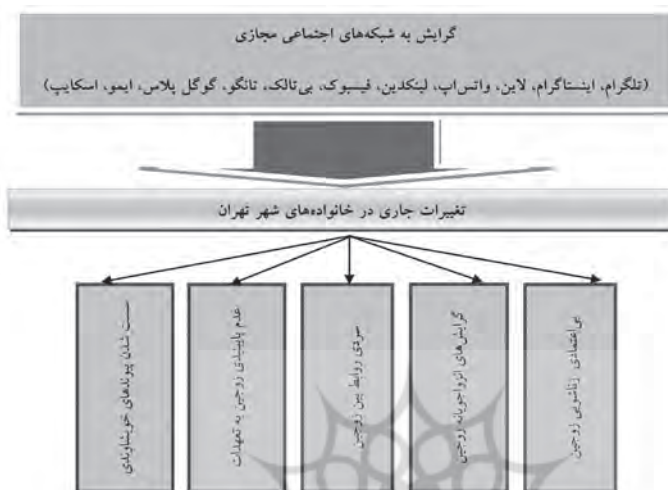 گرایش به شبکه‌های اجتماعی مجازی
(تلگرام، اینستاگرام، لاین، واتس‌اپ، لینکدین، فیسبوک، بی‌تالک، تانگو، گوگل پلاس، ایمو، اسکایپ)
تغییرات جاری در خانواده‌های شهر تهران
بی‌اعتمادی زناشویی زوجین
گرایش‌های انزواجویانه زوجین
سردی روابط بین زوجین
عدم پایبندی زوجین به تعهدات
سست شدن پیوندهای خویشاوندی